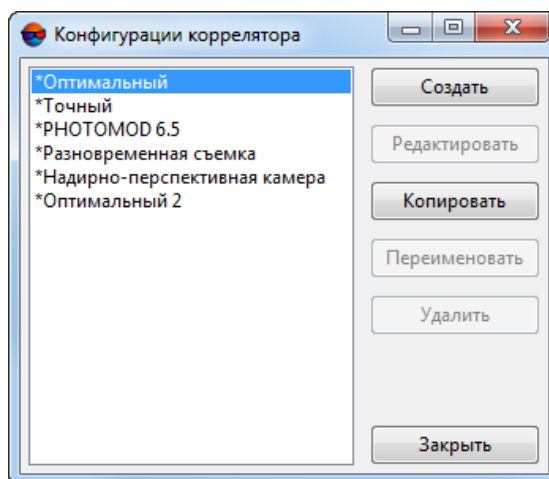 Конфигурации коррелятора
*Оптимальный
*Точный
*PHOTOMOD 6.5
*Разновременная съемка
*Надирно-перспективная камера
*Оптимальный 2
Создать
Редактировать
Копировать
Переименовать
Удалить
Закрыть